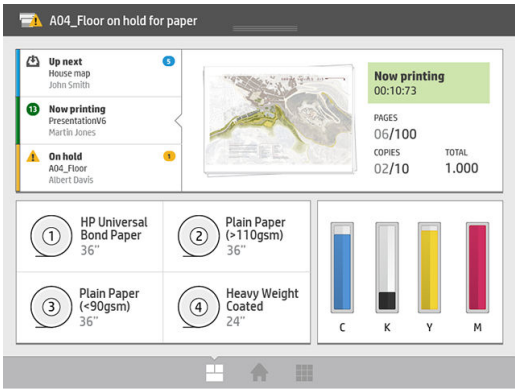 A04_Floor on hold for paper
Up next
5
House map
John Smith
13
Now printing
PresentationV6
Martin Jones
On hold
1
A04_Floor
Albert Davis
Now printing
00:10:73
PAGES
06/100
COPIES
TOTAL
02/10
1.000
1
HP Universal
Bond Paper
36"
2
Plain Paper
(>110gsm)
36"
3
Plain Paper
(<90gsm)
36"
4
Heavy Weight
Coated
24"
C
K
Y
M